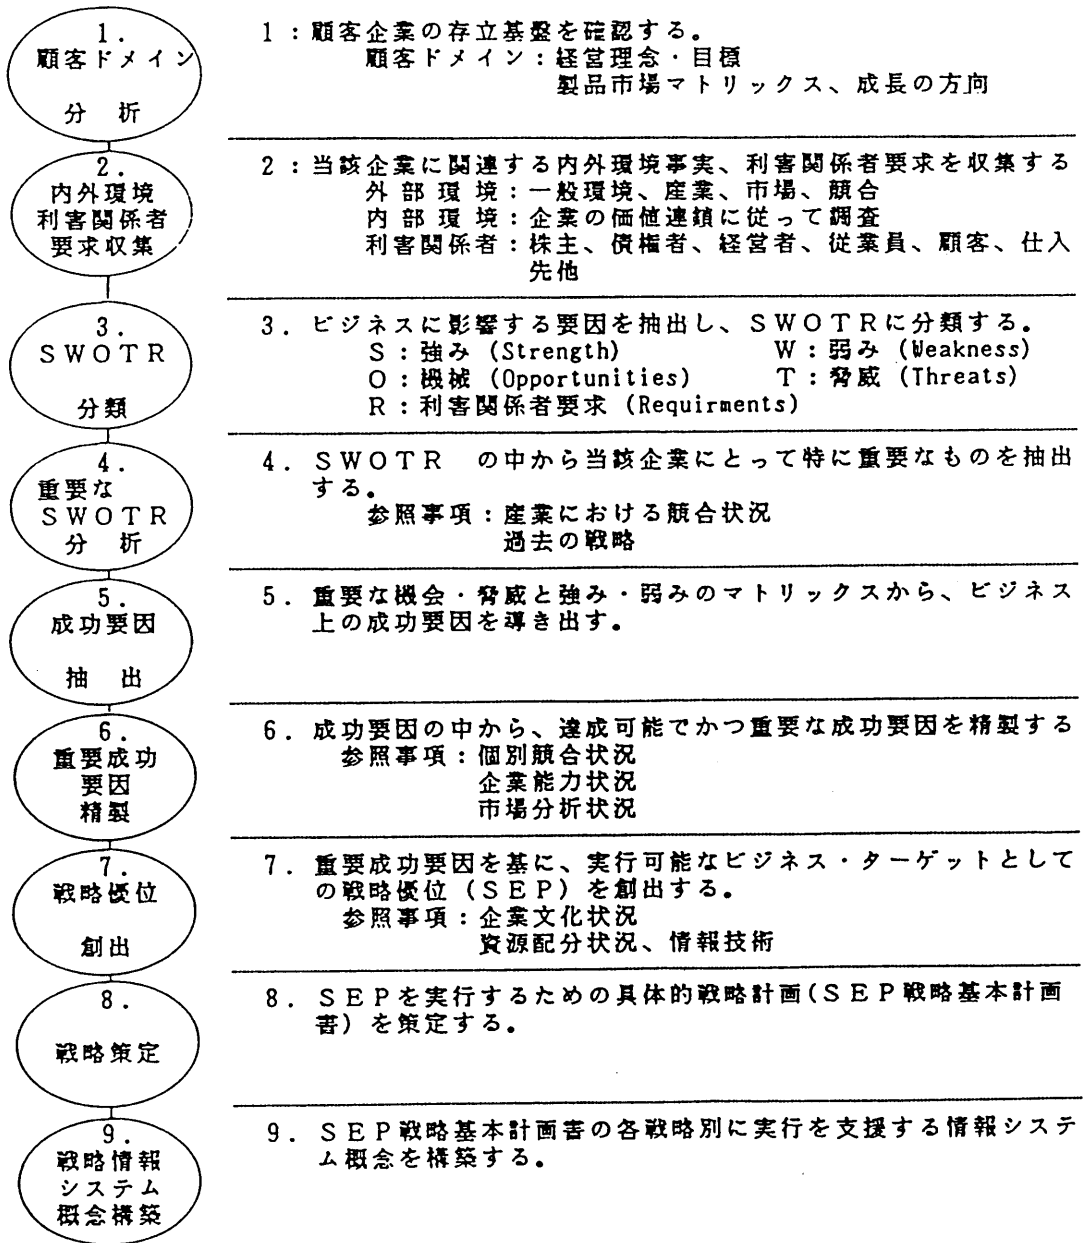 1.
顧客ドメイン
分 析
1：顧客企業の存立基盤を確認する。
顧客ドメイン：経営理念・目標
製品市場マトリックス、成長の方向
2.
内外環境
利害関係者
要求収集
2：当該企業に関連する内外環境事実、利害関係者要求を収集する
外 部 環 境：一般環境、産業、市場、競合
内 部 環 境：企業の価値連鎖に従って調査
利害関係者：株主、債権者、経営者、従業員、顧客、仕入
先他
3.
SWOTR
分類
3．ビジネスに影響する要因を抽出し、SWOTRに分類する。
S：強み (Strength) W：弱み (Weakness)
O：機械 (Opportunities) T：脅威 (Threats)
R：利害関係者要求 (Requirments)
4.
重要な
SWOTR
分 析
4．SWOTR の中から当該企業にとって特に重要なものを抽出
する。
参照事項：産業における競合状況
過去の戦略
5.
成功要因
抽 出
5．重要な機会・脅威と強み・弱みのマトリックスから、ビジネス
上の成功要因を導き出す。
6.
重要成功
要因
精製
6．成功要因の中から、達成可能でかつ重要な成功要因を精製する
参照事項：個別競合状況
企業能力状況
市場分析状況
7.
戦略優位
創出
7．重要成功要因を基に、実行可能なビジネス・ターゲットとして
の戦略優位（SEP）を創出する。
参照事項：企業文化状況
資源配分状況、情報技術
8.
戦略策定
8．SEPを実行するための具体的戦略計画(SEP戦略基本計画
書）を策定する。
9.
戦略情報
システム
概念構築
9．SEP戦略基本計画書の各戦略別に実行を支援する情報システ
ム概念を構築する。